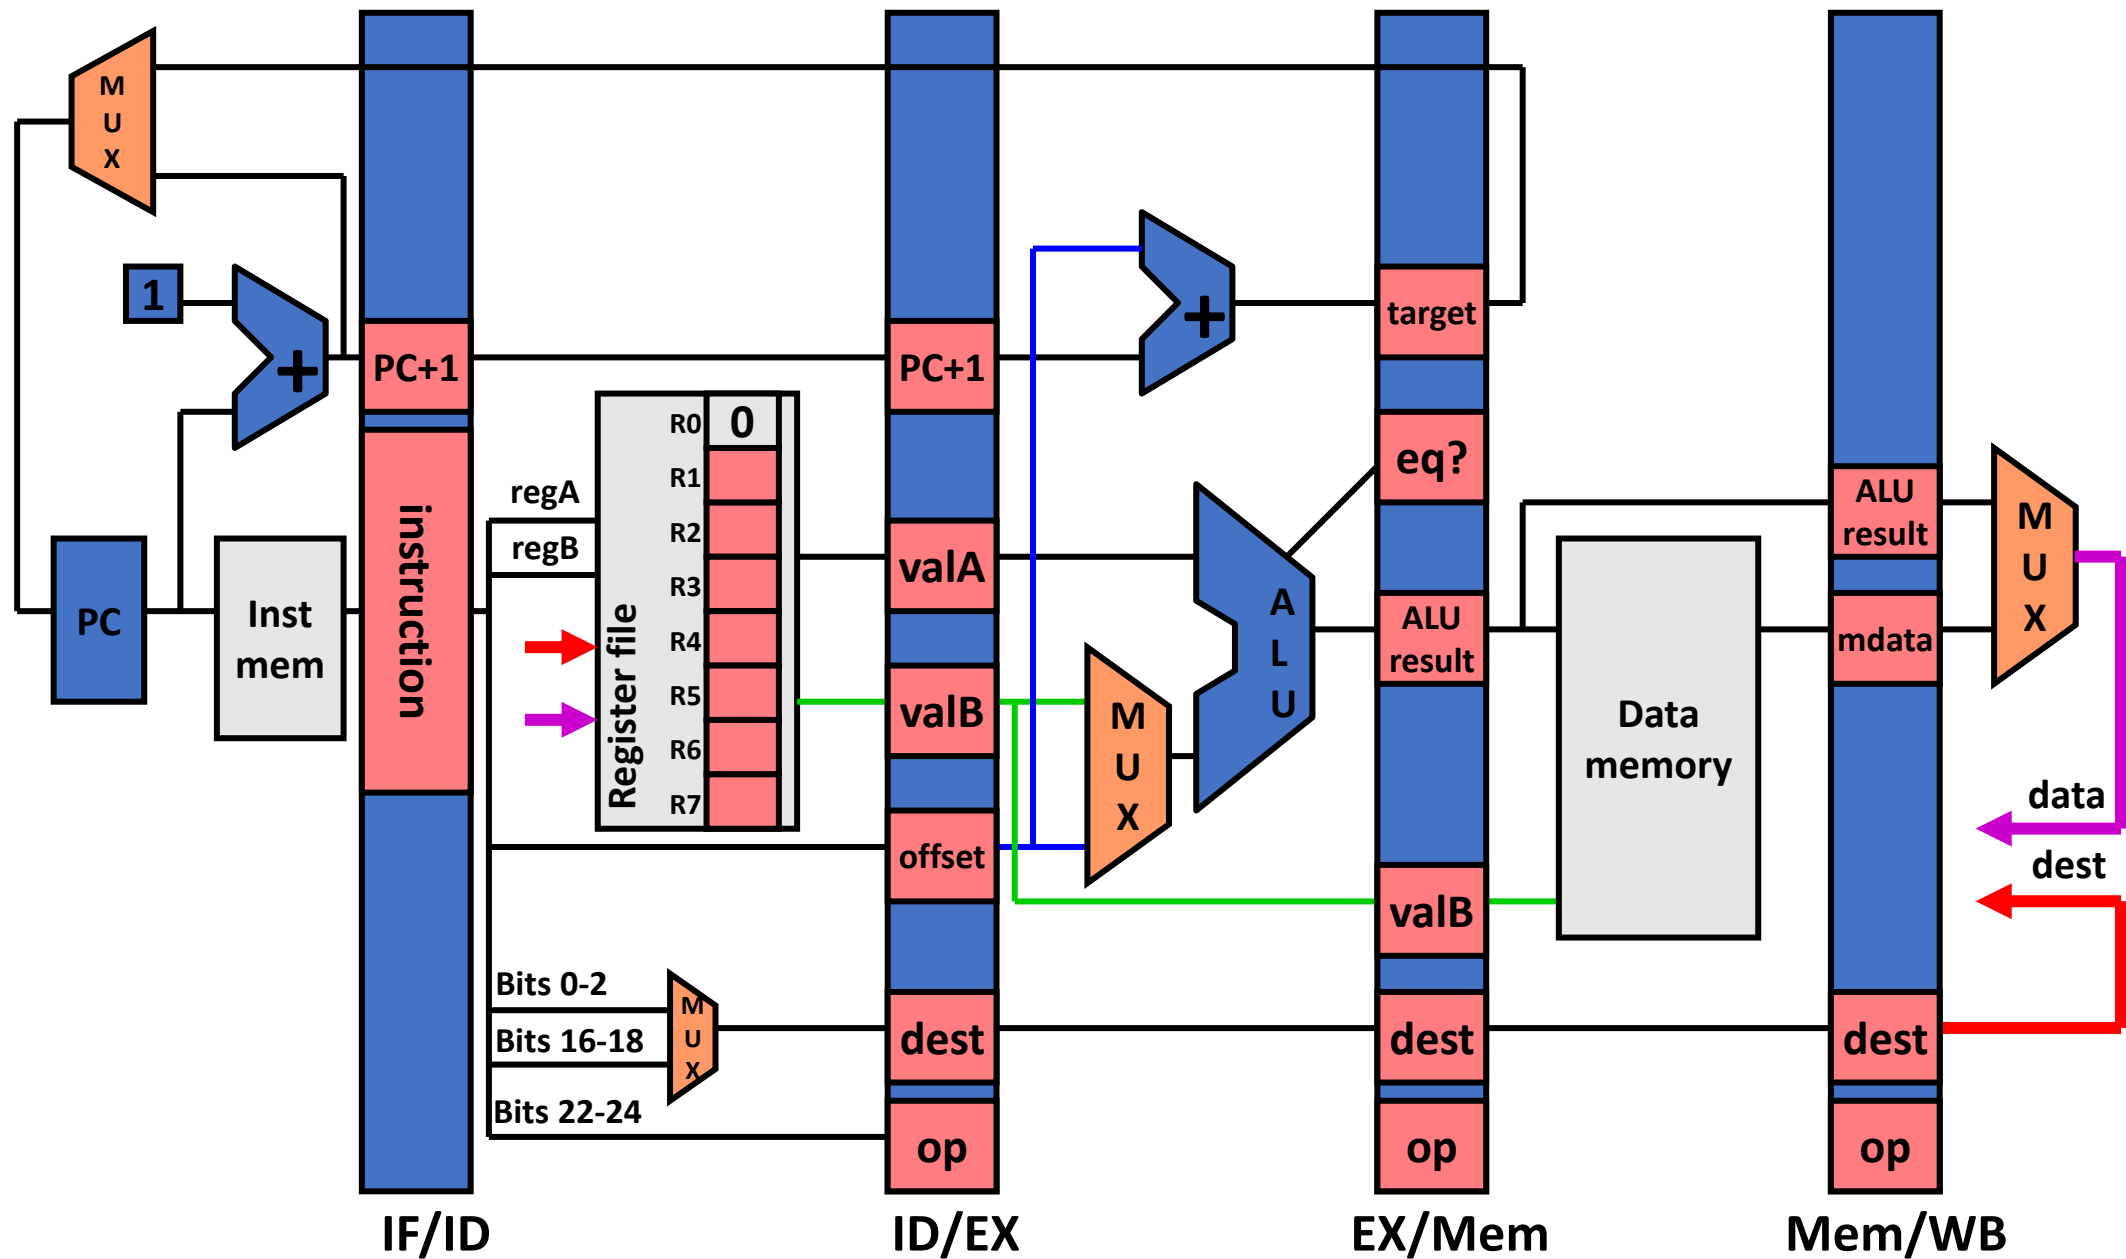 M
U
X
1
+
PC
Inst
mem
PC+1
instruction
regA
regB
Register file
R0
0
R1
R2
R3
R4
R5
R6
R7
Bits 0-2
Bits 16-18
Bits 22-24
M
U
X
PC+1
valA
valB
offset
dest
op
+
M
U
X
A
L
U
target
eq?
ALU
result
valB
dest
op
Data
memory
ALU
result
mdata
dest
op
M
U
X
data
dest
IF/ID
ID/EX
EX/Mem
Mem/WB